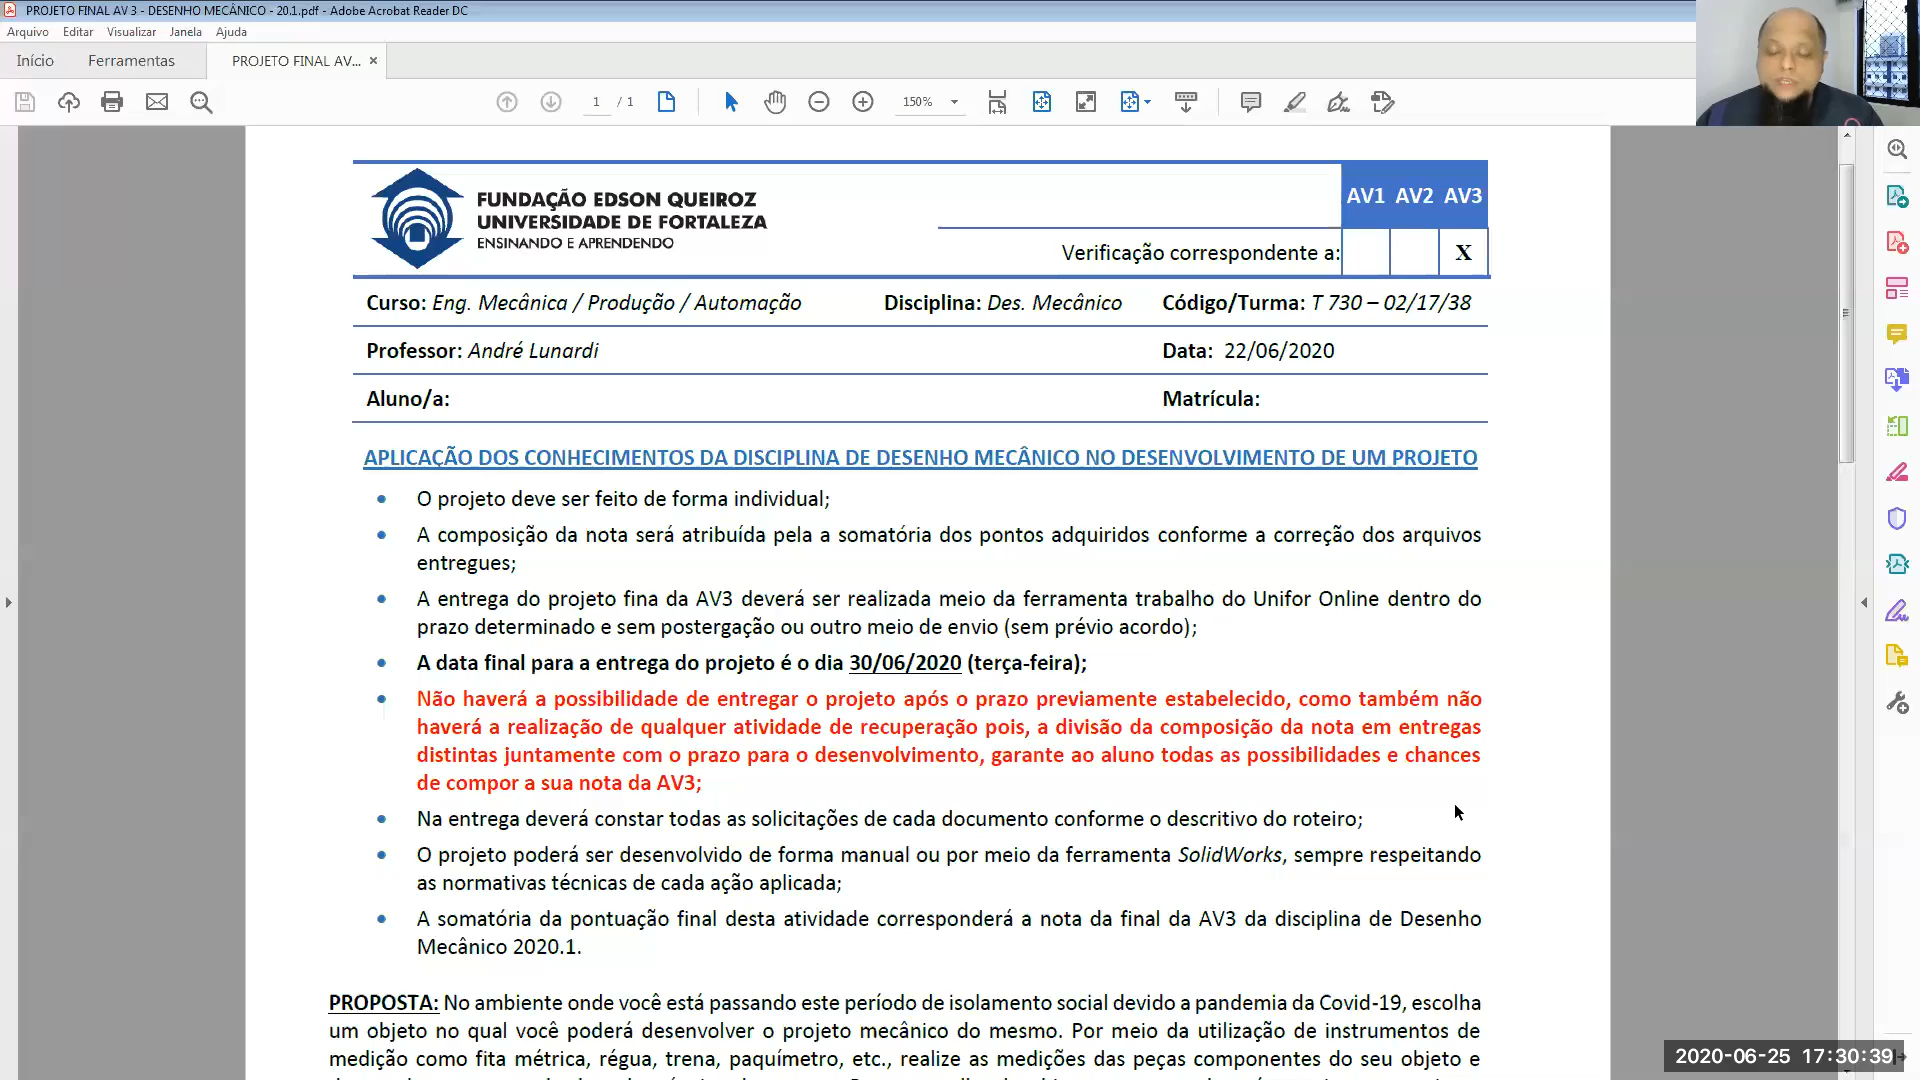 PROJETO FINAL AV 3 - DESENHO MECÂNICO - 20.1.pdf - Adobe Acrobat Reader DC
Arquivo Editar Visualizar Janela Ajuda
Início Ferramentas PROJETO FINAL AV... ×
1 / 1 150%
FUNDAÇÃO EDSON QUEIROZ
UNIVERSIDADE DE FORTALEZA
ENSINANDO E APRENDENDO
AV1 AV2 AV3
Verificação correspondente a: X
Curso: Eng. Mecânica / Produção / Automação Disciplina: Des. Mecânico Código/Turma: T 730 – 02/17/38
Professor: André Lunardi Data: 22/06/2020
Aluno/a: Matrícula:
APLICAÇÃO DOS CONHECIMENTOS DA DISCIPLINA DE DESENHO MECÂNICO NO DESENVOLVIMENTO DE UM PROJETO
• O projeto deve ser feito de forma individual;
• A composição da nota será atribuída pela a somatória dos pontos adquiridos conforme a correção dos arquivos
entregues;
• A entrega do projeto fina da AV3 deverá ser realizada meio da ferramenta trabalho do Unifor Online dentro do
prazo determinado e sem postergação ou outro meio de envio (sem prévio acordo);
• A data final para a entrega do projeto é o dia 30/06/2020 (terça-feira);
• Não haverá a possibilidade de entregar o projeto após o prazo previamente estabelecido, como também não
haverá a realização de qualquer atividade de recuperação pois, a divisão da composição da nota em entregas
distintas juntamente com o prazo para o desenvolvimento, garante ao aluno todas as possibilidades e chances
de compor a sua nota da AV3;
• Na entrega deverá constar todas as solicitações de cada documento conforme o descritivo do roteiro;
• O projeto poderá ser desenvolvido de forma manual ou por meio da ferramenta SolidWorks, sempre respeitando
as normativas técnicas de cada ação aplicada;
• A somatória da pontuação final desta atividade corresponderá a nota da final da AV3 da disciplina de Desenho
Mecânico 2020.1.
PROPOSTA: No ambiente onde você está passando este período de isolamento social devido a pandemia da Covid-19, escolha
um objeto no qual você poderá desenvolver o projeto mecânico do mesmo. Por meio da utilização de instrumentos de
medição como fita métrica, régua, trena, paquímetro, etc., realize as medições das peças componentes do seu objeto e
2020-06-25 17:30:39